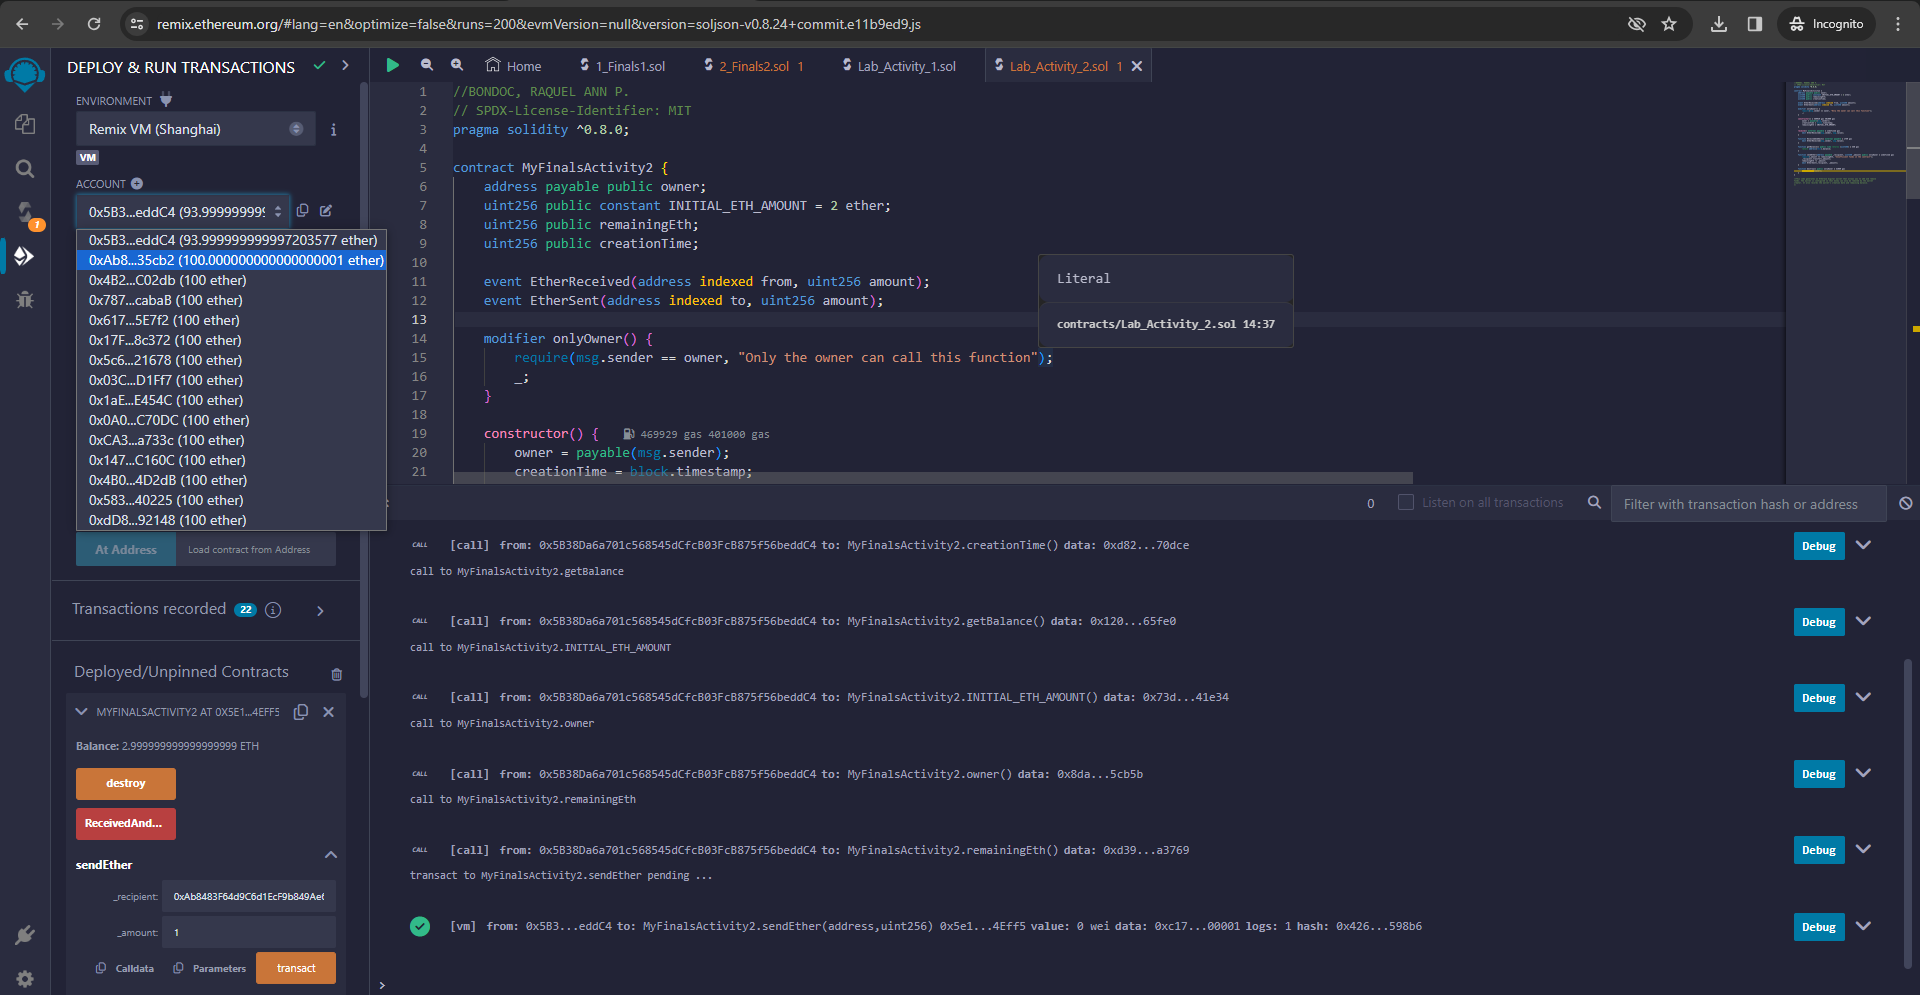 remix.ethereum.org/#lang=en&optimize=false&runs=200&evmVersion=null&version=soljson-v0.8.24+commit.e11b9ed9.js
Incognito
DEPLOY & RUN TRANSACTIONS
ENVIRONMENT
Remix VM (Shanghai)
VM
ACCOUNT
0x5B3...eddC4 (93.999999999
0x5B3...eddC4 (93.999999999997203577 ether)
0xAb8...35cb2 (100.000000000000000001 ether)
0x4B2...C02db (100 ether)
0x787...cabaB (100 ether)
0x617...5E7f2 (100 ether)
0x17F...8c372 (100 ether)
0x5c6...21678 (100 ether)
0x03C...D1Ff7 (100 ether)
0x1aE...E454C (100 ether)
0x0A0...C70DC (100 ether)
0xCA3...a733c (100 ether)
0x147...C160C (100 ether)
0x4B0...4D2dB (100 ether)
0x583...40225 (100 ether)
0xdD8...92148 (100 ether)
At Address
Load contract from Address
Transactions recorded 22
Deployed/Unpinned Contracts
MYFINALSACTIVITY2 AT 0X5E1...4EFF5
Balance: 2.999999999999999999 ETH
destroy
ReceivedAnd...
sendEther
_recipient: 0xAb8483F64d9C6d1EcF9b849Ae6
_amount: 1
Calldata Parameters transact
1
Home 1_Finals1.sol 2_Finals2.sol 1 Lab_Activity_1.sol Lab_Activity_2.sol 1
1 //BONDOC, RAQUEL ANN P.
2 // SPDX-License-Identifier: MIT
3 pragma solidity ^0.8.0;
4
5 contract MyFinalsActivity2 {
6 address payable public owner;
7 uint256 public constant INITIAL_ETH_AMOUNT = 2 ether;
8 uint256 public remainingEth;
9 uint256 public creationTime;
10
11 event EtherReceived(address indexed from, uint256 amount);
12 event EtherSent(address indexed to, uint256 amount);
13
14 modifier onlyOwner() {
15 require(msg.sender == owner, "Only the owner can call this function");
16 _;
17 }
18
19 constructor() { 469929 gas 401000 gas
20 owner = payable(msg.sender);
21 creationTime = block.timestamp;
Literal
contracts/Lab_Activity_2.sol 14:37
0 Listen on all transactions Filter with transaction hash or address
CALL [call] from: 0x5B38Da6a701c568545dCfcB03FcB875f56beddC4 to: MyFinalsActivity2.creationTime() data: 0xd82...70dce Debug
call to MyFinalsActivity2.getBalance
CALL [call] from: 0x5B38Da6a701c568545dCfcB03FcB875f56beddC4 to: MyFinalsActivity2.getBalance() data: 0x120...65fe0 Debug
call to MyFinalsActivity2.INITIAL_ETH_AMOUNT
CALL [call] from: 0x5B38Da6a701c568545dCfcB03FcB875f56beddC4 to: MyFinalsActivity2.INITIAL_ETH_AMOUNT() data: 0x73d...41e34 Debug
call to MyFinalsActivity2.owner
CALL [call] from: 0x5B38Da6a701c568545dCfcB03FcB875f56beddC4 to: MyFinalsActivity2.owner() data: 0x8da...5cb5b Debug
call to MyFinalsActivity2.remainingEth
CALL [call] from: 0x5B38Da6a701c568545dCfcB03FcB875f56beddC4 to: MyFinalsActivity2.remainingEth() data: 0xd39...a3769 Debug
transact to MyFinalsActivity2.sendEther pending ...
[vm] from: 0x5B3...eddC4 to: MyFinalsActivity2.sendEther(address,uint256) 0x5e1...4Eff5 value: 0 wei data: 0xc17...00001 logs: 1 hash: 0x426...598b6 Debug
>